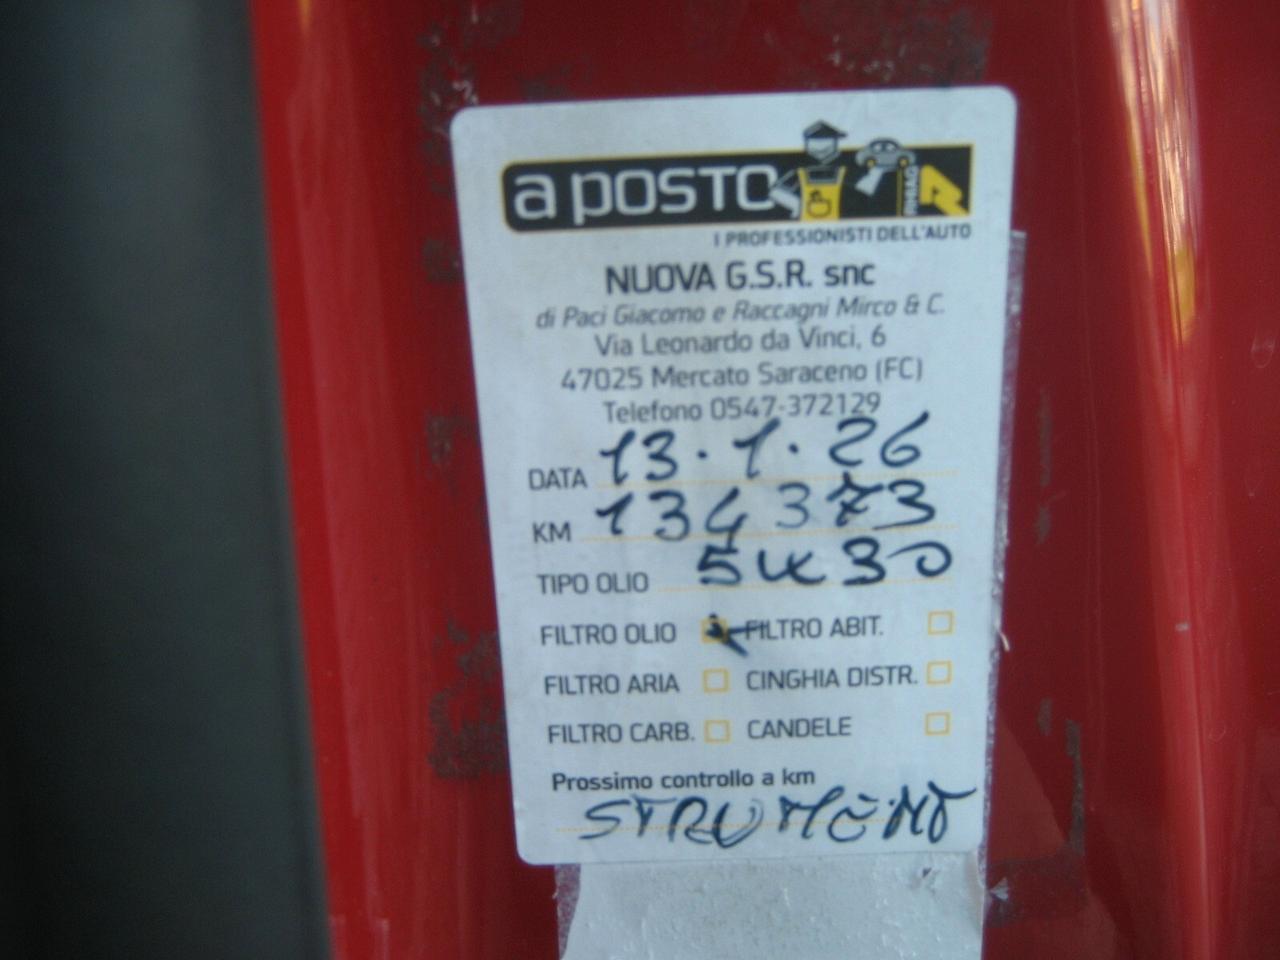 a posto
RHIAG
I PROFESSIONISTI DELL'AUTO
NUOVA G.S.R. snc
di Paci Giacomo e Raccagni Mirco & C.
Via Leonardo da Vinci, 6
47025 Mercato Saraceno (FC)
Telefono 0547-372129
DATA 13.1.26
KM 134373
TIPO OLIO 5W30
FILTRO OLIO FILTRO ABIT.
FILTRO ARIA CINGHIA DISTR.
FILTRO CARB. CANDELE
Prossimo controllo a km